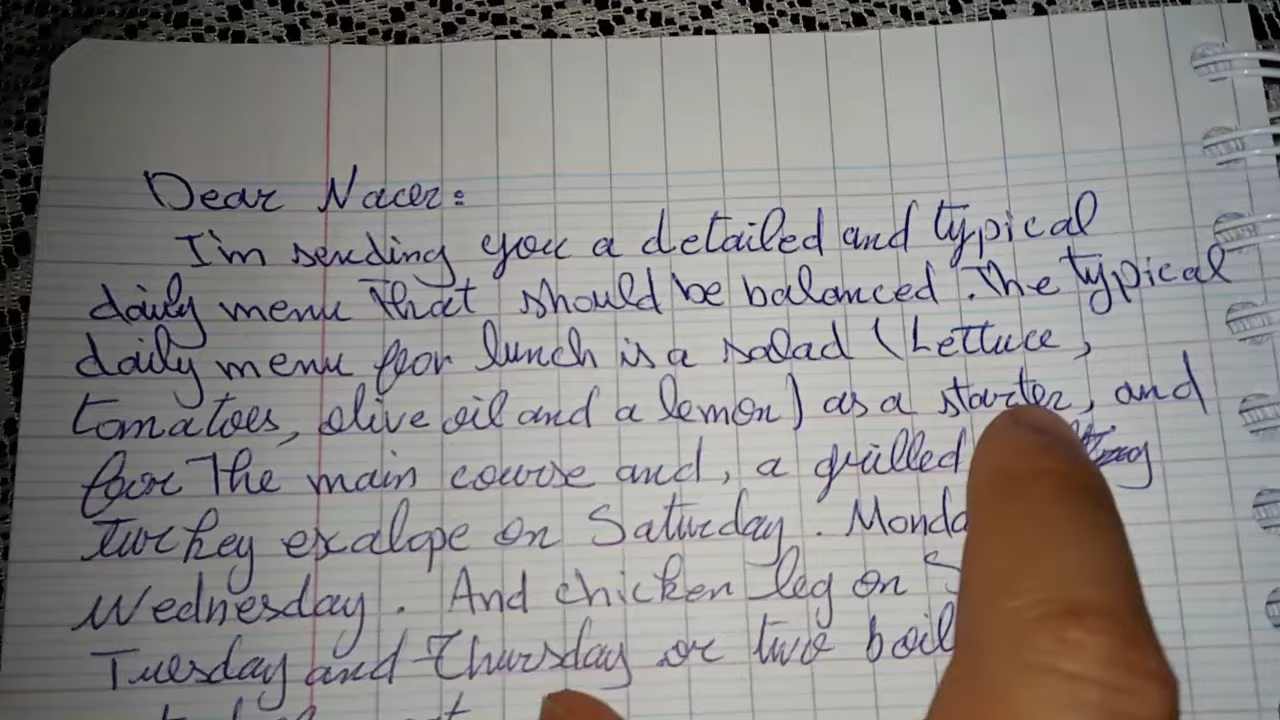 Dear Nacer:
I'm sending you a detailed and typical
daily menu that should be balanced. The typical
daily menu for lunch is a salad (Lettuce,
tomatoes, olive oil and a lemon) as a starter, and
foor The main course and, a grilled
turkey exalope on Saturday. Monda
Wednesday. And chicken leg on S
Tuesday and Thursday or two boil